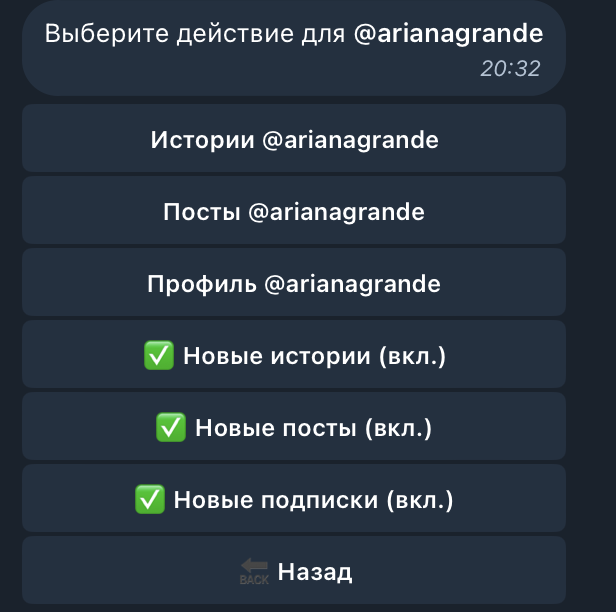 Выберите действие для @arianagrande
20:32
Истории @arianagrande
Посты @arianagrande
Профиль @arianagrande
✅ Новые истории (вкл.)
✅ Новые посты (вкл.)
✅ Новые подписки (вкл.)
🔙 Назад